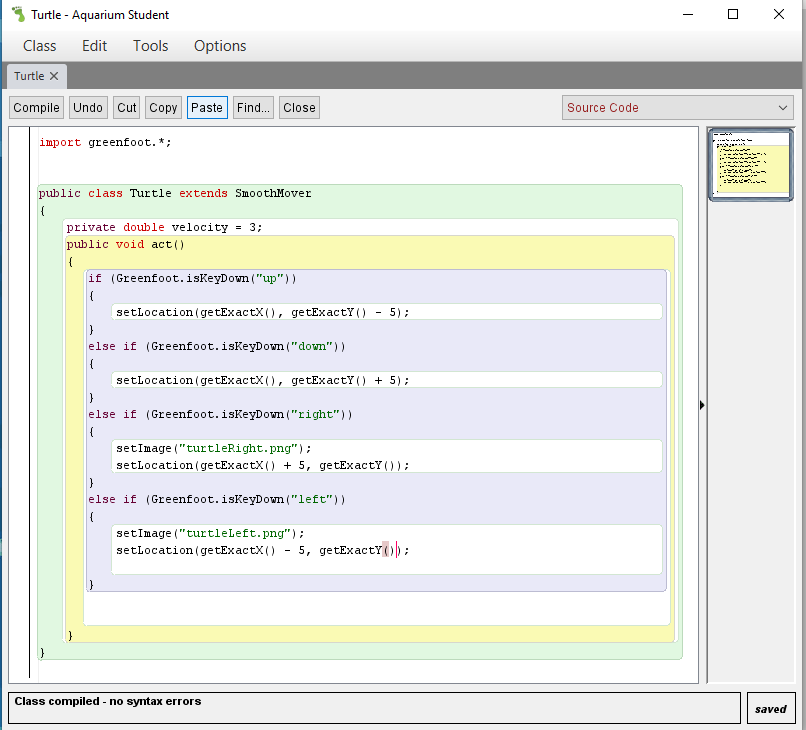 Turtle - Aquarium Student
Class Edit Tools Options
Turtle
Compile Undo Cut Copy Paste Find... Close Source Code
import greenfoot.*;
public class Turtle extends SmoothMover
{
private double velocity = 3;
public void act()
{
if (Greenfoot.isKeyDown("up"))
{
setLocation(getExactX(), getExactY() - 5);
}
else if (Greenfoot.isKeyDown("down"))
{
setLocation(getExactX(), getExactY() + 5);
}
else if (Greenfoot.isKeyDown("right"))
{
setImage("turtleRight.png");
setLocation(getExactX() + 5, getExactY());
}
else if (Greenfoot.isKeyDown("left"))
{
setImage("turtleLeft.png");
setLocation(getExactX() - 5, getExactY());
}
}
}
Class compiled - no syntax errors
saved